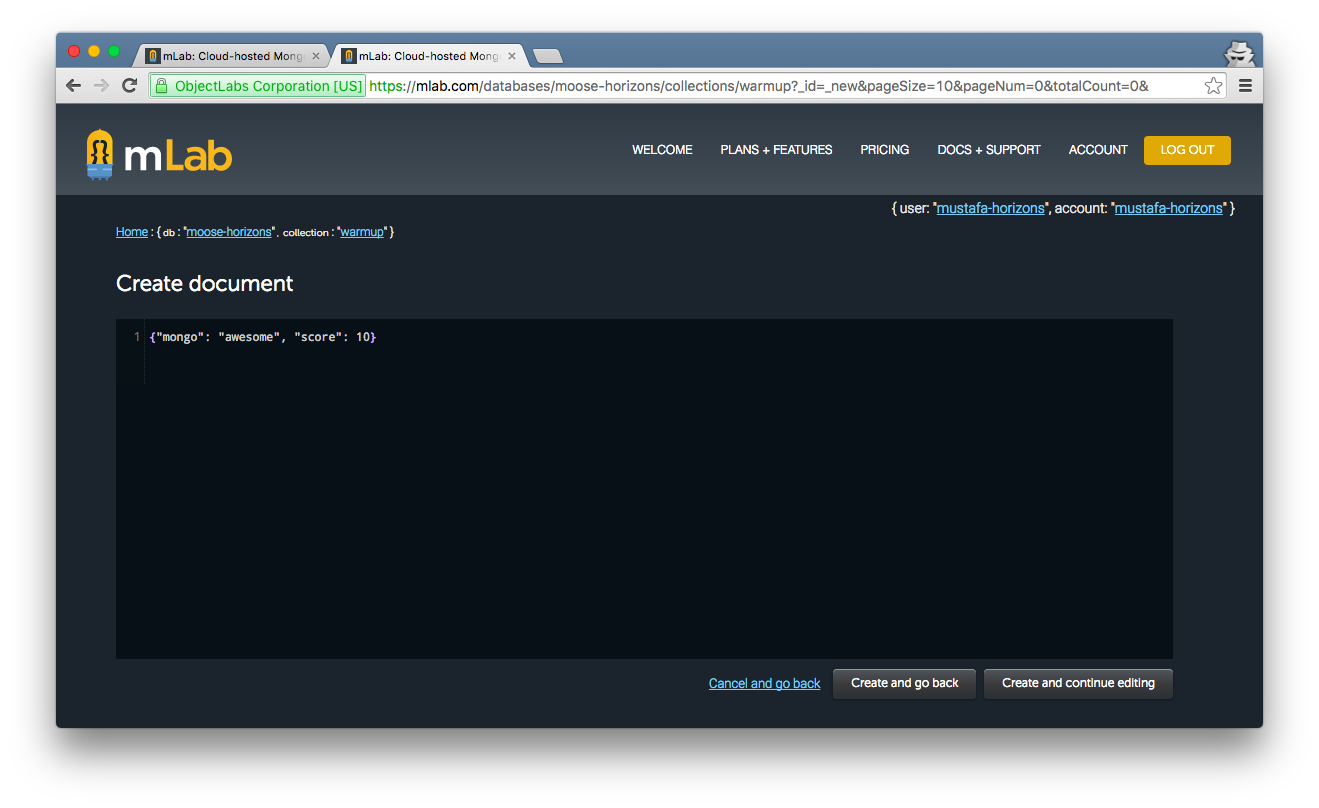 mLab: Cloud-hosted Mong
mLab: Cloud-hosted Mong
ObjectLabs Corporation [US] https://mlab.com/databases/moose-horizons/collections/warmup?_id=_new&pageSize=10&pageNum=0&totalCount=0&
mLab
WELCOME PLANS + FEATURES PRICING DOCS + SUPPORT ACCOUNT LOG OUT
{ user: "mustafa-horizons", account: "mustafa-horizons" }
Home : { db : "moose-horizons" , collection : "warmup" }
Create document
1 {"mongo": "awesome", "score": 10}
Cancel and go back Create and go back Create and continue editing